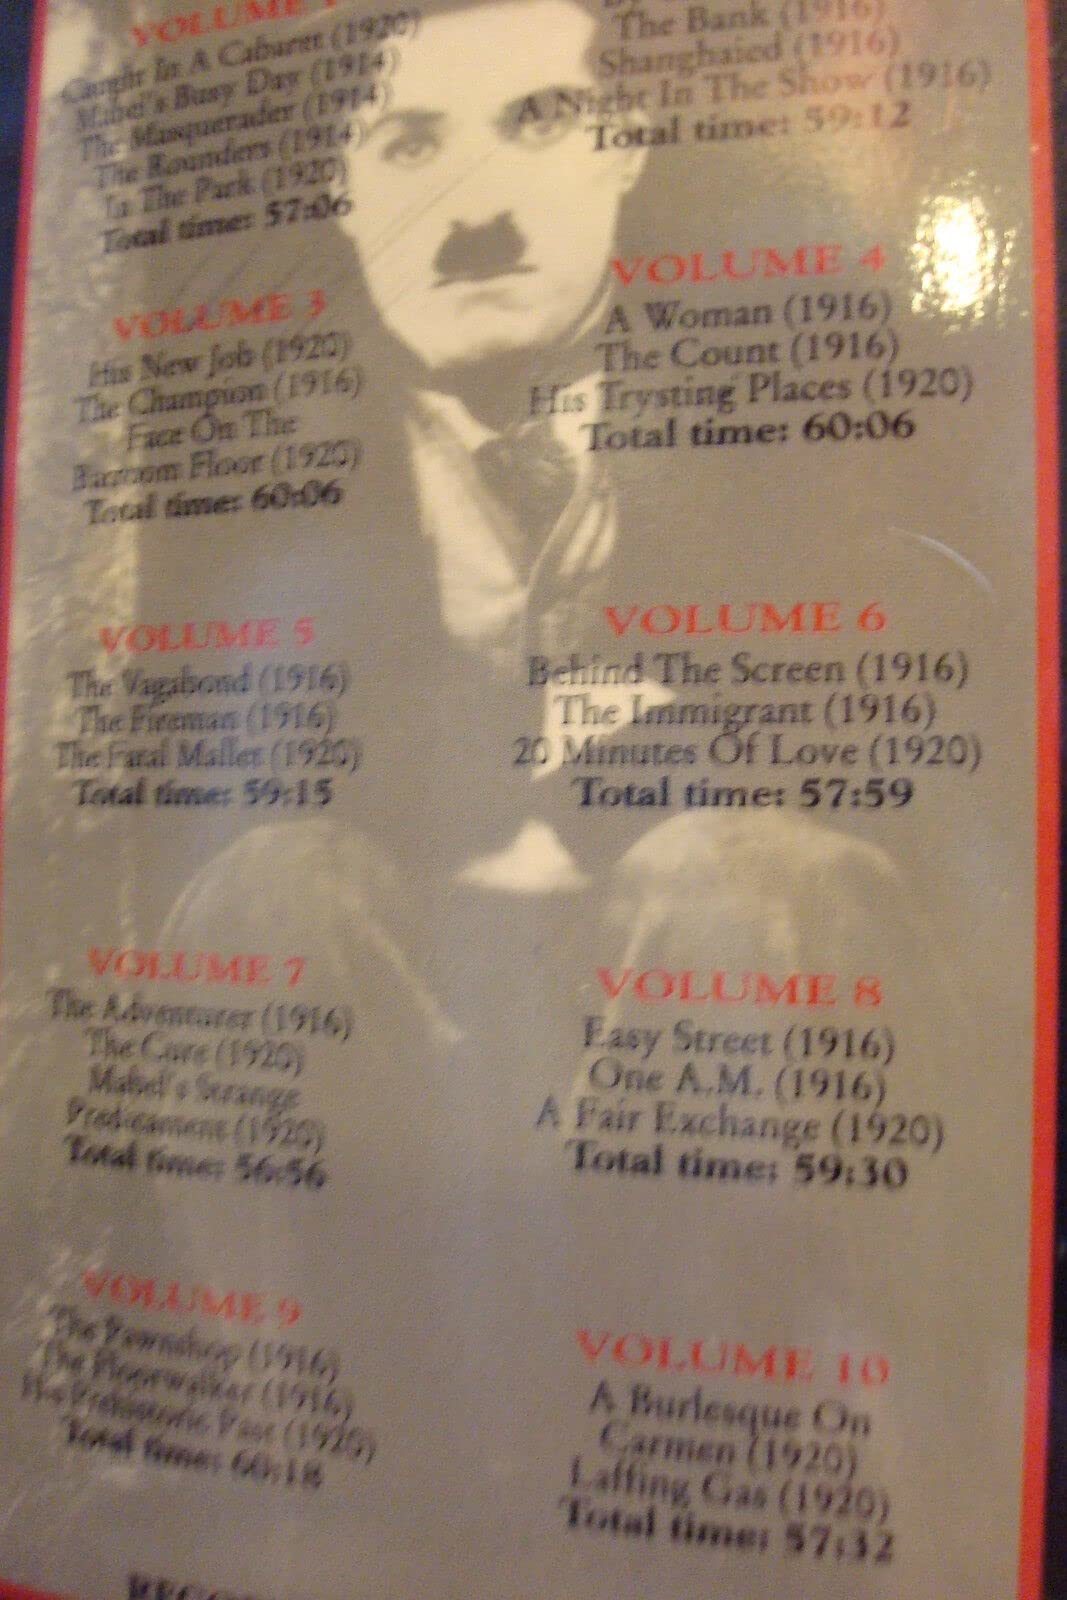 VOLUME 1
Caught In A Cabaret (1920)
Mabel's Busy Day (1914)
The Masquerader (1914)
The Rounders (1914)
In The Park (1920)
Total time: 57:06
The Bank (1916)
Shanghaied (1916)
A Night In The Show (1916)
Total time: 59:12
VOLUME 3
His New Job (1920)
The Champion (1916)
Face On The
Barroom Floor (1920)
Total time: 60:06
VOLUME 4
A Woman (1916)
The Count (1916)
His Trysting Places (1920)
Total time: 60:06
VOLUME 5
The Vagabond (1916)
The Fireman (1916)
The Fatal Mallet (1920)
Total time: 59:15
VOLUME 6
Behind The Screen (1916)
The Immigrant (1916)
20 Minutes Of Love (1920)
Total time: 57:59
VOLUME 7
The Adventurer (1916)
The Cure (1920)
Mabel's Strange
Predicament (1920)
Total time: 56:56
VOLUME 8
Easy Street (1916)
One A.M. (1916)
A Fair Exchange (1920)
Total time: 59:30
VOLUME 9
The Pawnshop (1916)
The Floorwalker (1916)
His Prehistoric Past (1920)
Total time: 60:18
VOLUME 10
A Burlesque On
Carmen (1920)
Laffing Gas (1920)
Total time: 57:32